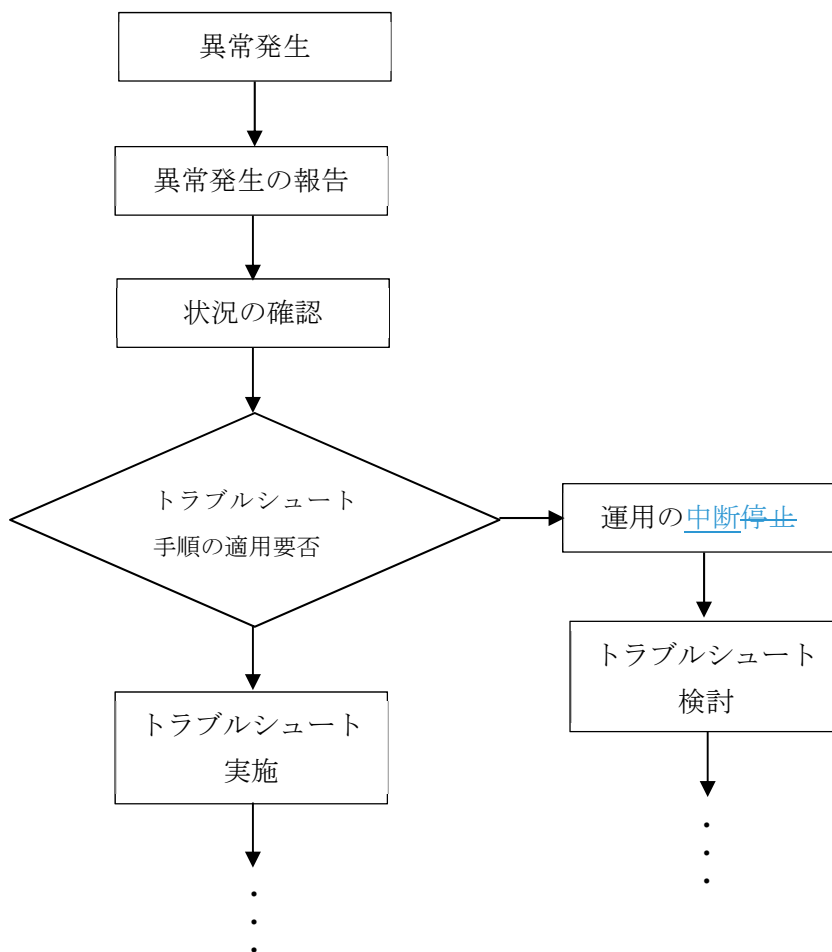 異常発生
異常発生の報告
状況の確認
トラブルシュート
手順の適用要否
運用の中断停止
トラブルシュート
検討
トラブルシュート
実施